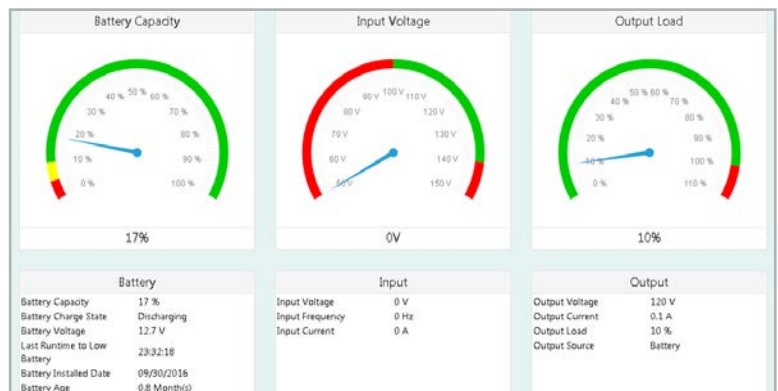 Battery Capacity
Input Voltage
Output Load
0 %
10 %
20 %
30 %
40 %
50 %
60 %
70 %
80 %
90 %
100 %
17%
50V
60 V
70 V
80 V
90 V
100 V
110 V
120 V
130 V
140 V
150 V
0V
0 %
10 %
20 %
30 %
40 %
50 %
60 %
70 %
80 %
90 %
100 %
110 %
10%
Battery
Battery Capacity 17 %
Battery Charge State Discharging
Battery Voltage 12.7 V
Last Runtime to Low
Battery 23:32:18
Battery Installed Date 09/30/2016
Battery Age 0.8 Month(s)
Input
Input Voltage 0 V
Input Frequency 0 Hz
Input Current 0 A
Output
Output Voltage 120 V
Output Current 0.1 A
Output Load 10 %
Output Source Battery